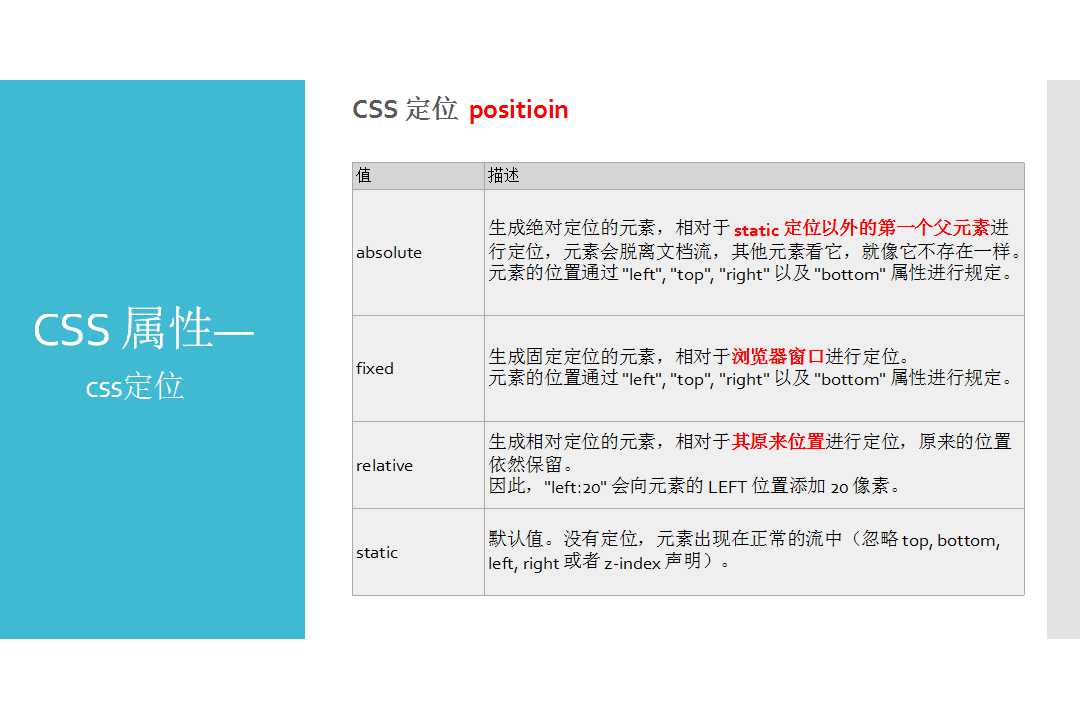 CSS 属性—
css定位
CSS 定位 positioin
值 描述
absolute
生成绝对定位的元素，相对于 static 定位以外的第一个父元素进
行定位，元素会脱离文档流，其他元素看它，就像它不存在一样。
元素的位置通过 "left", "top", "right" 以及 "bottom" 属性进行规定。
fixed
生成固定定位的元素，相对于浏览器窗口进行定位。
元素的位置通过 "left", "top", "right" 以及 "bottom" 属性进行规定。
relative
生成相对定位的元素，相对于其原来位置进行定位，原来的位置
依然保留。
因此，"left:20" 会向元素的 LEFT 位置添加 20 像素。
static
默认值。没有定位，元素出现在正常的流中（忽略 top, bottom,
left, right 或者 z-index 声明）。